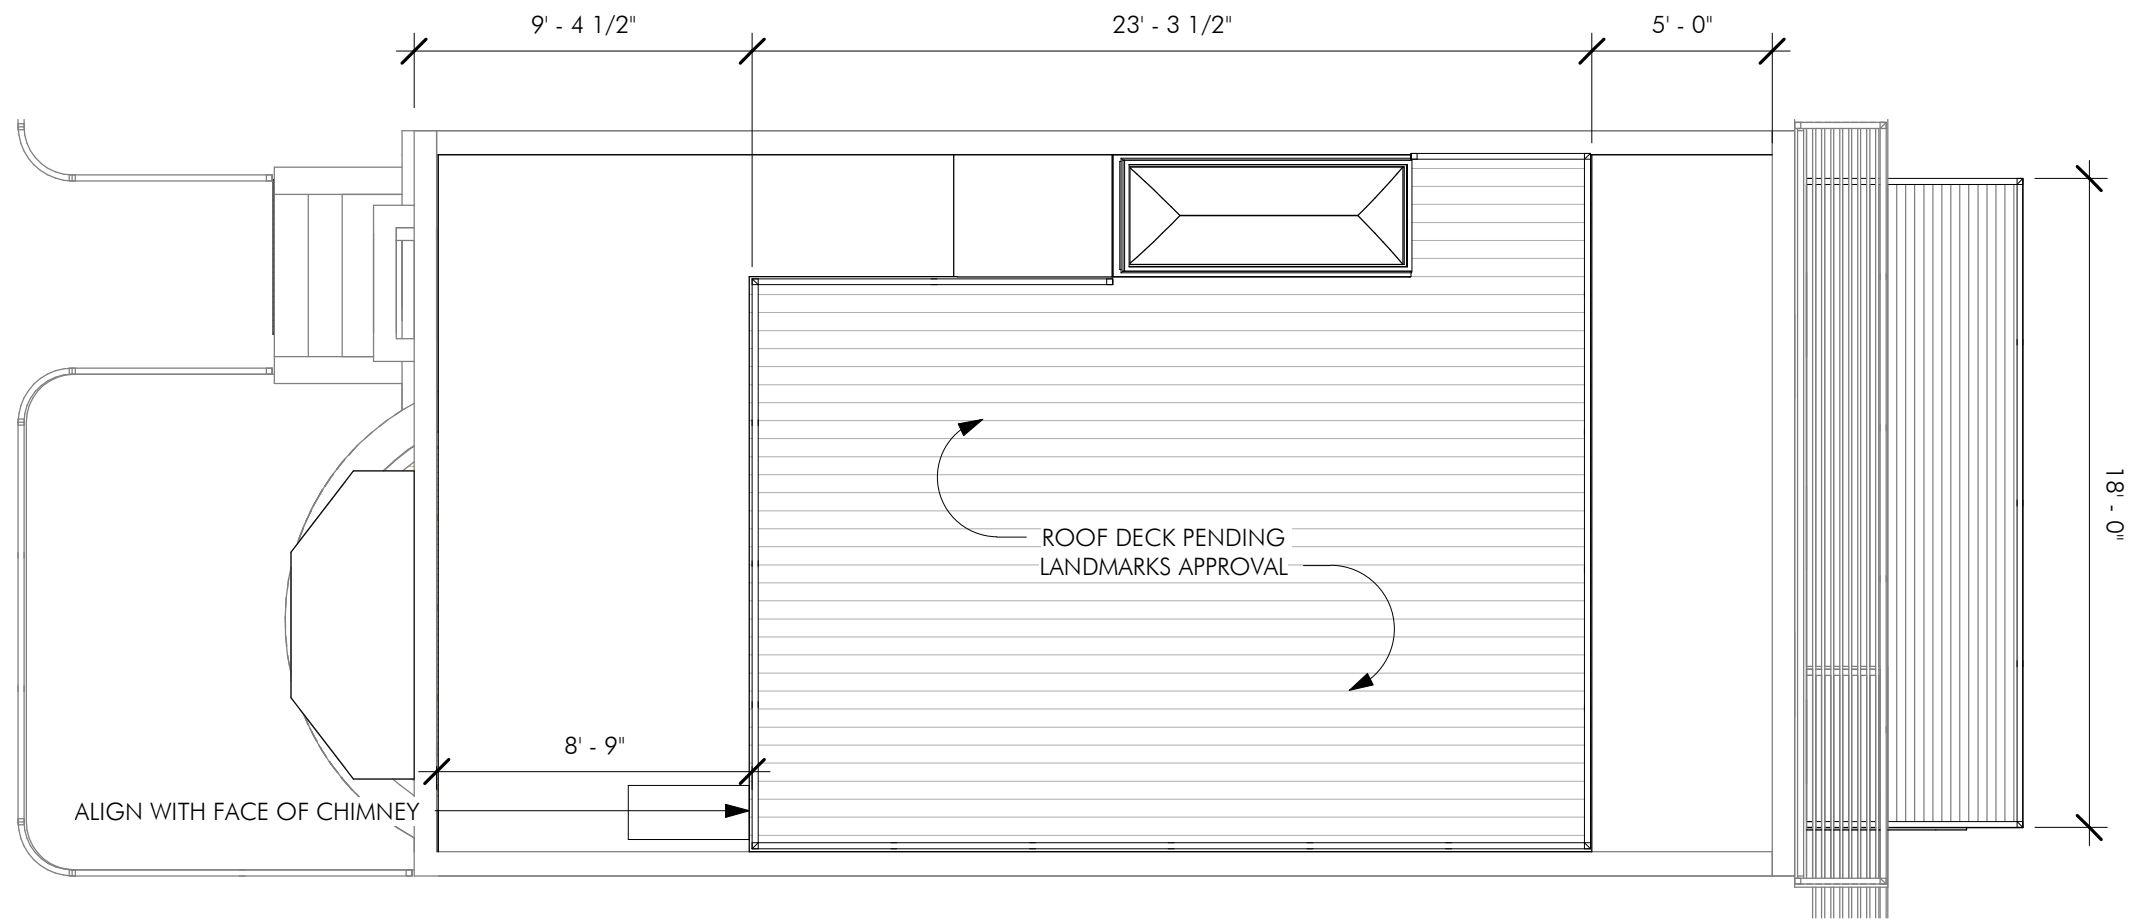 9' - 4 1/2"
23' - 3 1/2"
5' - 0"
18' - 0"
ROOF DECK PENDING
LANDMARKS APPROVAL
8' - 9"
ALIGN WITH FACE OF CHIMNEY